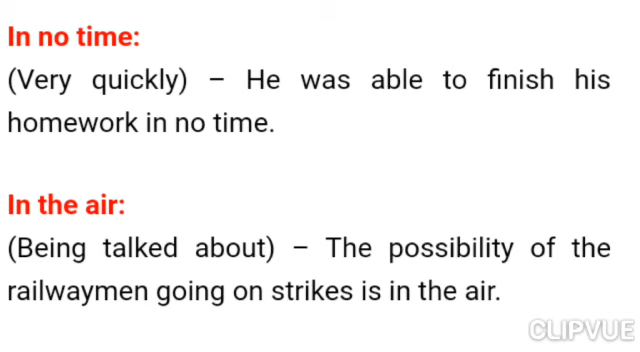 In no time:
(Very quickly) – He was able to finish his
homework in no time.
In the air:
(Being talked about) – The possibility of the
railwaymen going on strikes is in the air.
CLIPVUE